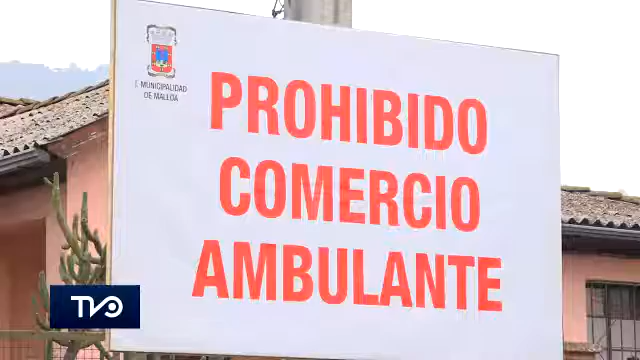 I. MUNICIPALIDAD
DE MALLOA
PROHIBIDO
COMERCIO
AMBULANTE
TVO